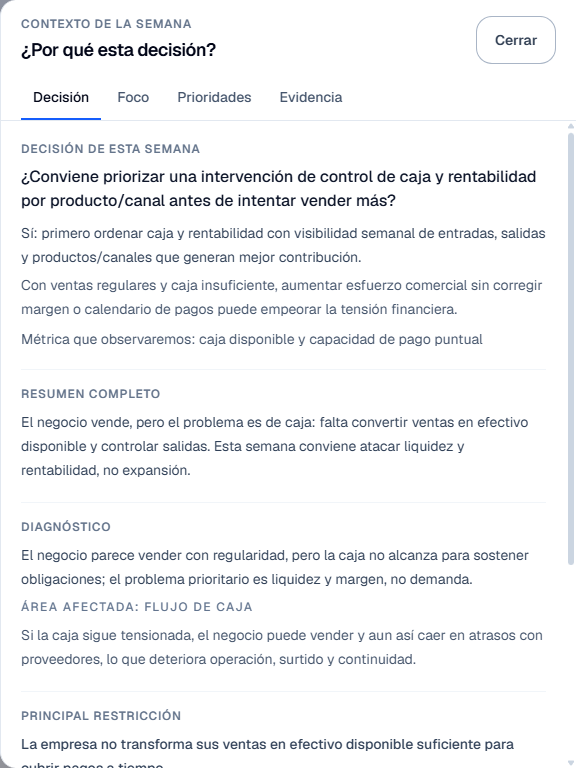 CONTEXTO DE LA SEMANA
¿Por qué esta decisión?
Cerrar
Decisión Foco Prioridades Evidencia
DECISIÓN DE ESTA SEMANA
¿Conviene priorizar una intervención de control de caja y rentabilidad
por producto/canal antes de intentar vender más?
Sí: primero ordenar caja y rentabilidad con visibilidad semanal de entradas, salidas
y productos/canales que generan mejor contribución.
Con ventas regulares y caja insuficiente, aumentar esfuerzo comercial sin corregir
margen o calendario de pagos puede empeorar la tensión financiera.
Métrica que observaremos: caja disponible y capacidad de pago puntual
RESUMEN COMPLETO
El negocio vende, pero el problema es de caja: falta convertir ventas en efectivo
disponible y controlar salidas. Esta semana conviene atacar liquidez y
rentabilidad, no expansión.
DIAGNÓSTICO
El negocio parece vender con regularidad, pero la caja no alcanza para sostener
obligaciones; el problema prioritario es liquidez y margen, no demanda.
ÁREA AFECTADA: FLUJO DE CAJA
Si la caja sigue tensionada, el negocio puede vender y aun así caer en atrasos con
proveedores, lo que deteriora operación, surtido y continuidad.
PRINCIPAL RESTRICCIÓN
La empresa no transforma sus ventas en efectivo disponible suficiente para
cubrir pagos a tiempo.